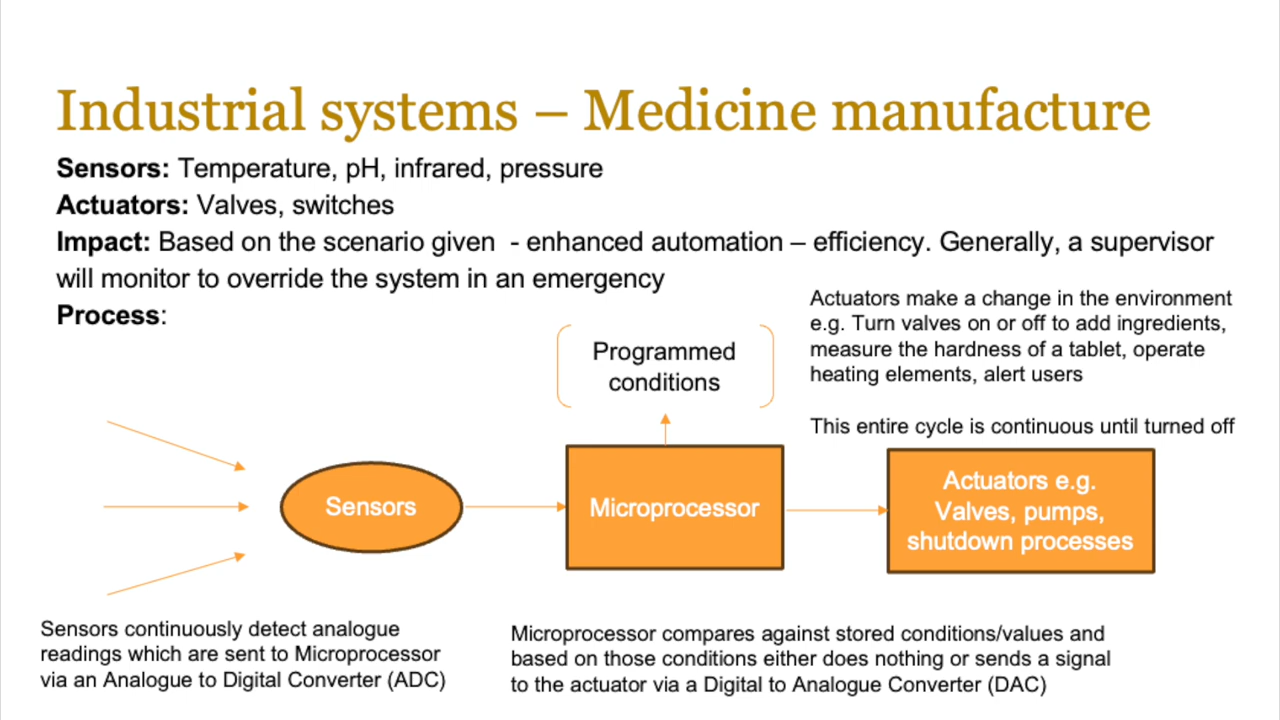 Industrial systems – Medicine manufacture
Sensors: Temperature, pH, infrared, pressure
Actuators: Valves, switches
Impact: Based on the scenario given  - enhanced automation – efficiency. Generally, a supervisor
will monitor to override the system in an emergency
Process:
Actuators make a change in the environment
e.g. Turn valves on or off to add ingredients,
measure the hardness of a tablet, operate
heating elements, alert users
This entire cycle is continuous until turned off
Programmed
conditions
Sensors
Microprocessor
Actuators e.g.
Valves, pumps,
shutdown processes
Sensors continuously detect analogue
readings which are sent to Microprocessor
via an Analogue to Digital Converter (ADC)
Microprocessor compares against stored conditions/values and
based on those conditions either does nothing or sends a signal
to the actuator via a Digital to Analogue Converter (DAC)